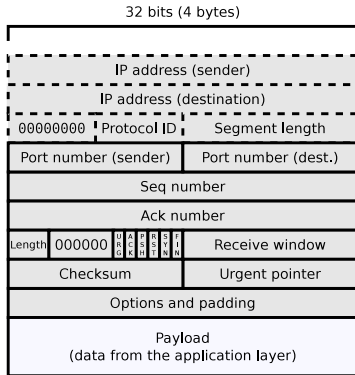 32 bits (4 bytes)
IP address (sender)
IP address (destination)
00000000 Protocol ID Segment length
Port number (sender) Port number (dest.)
Seq number
Ack number
Length 000000 URG ACK PSH RST SYN FIN Receive window
Checksum Urgent pointer
Options and padding
Payload
(data from the application layer)